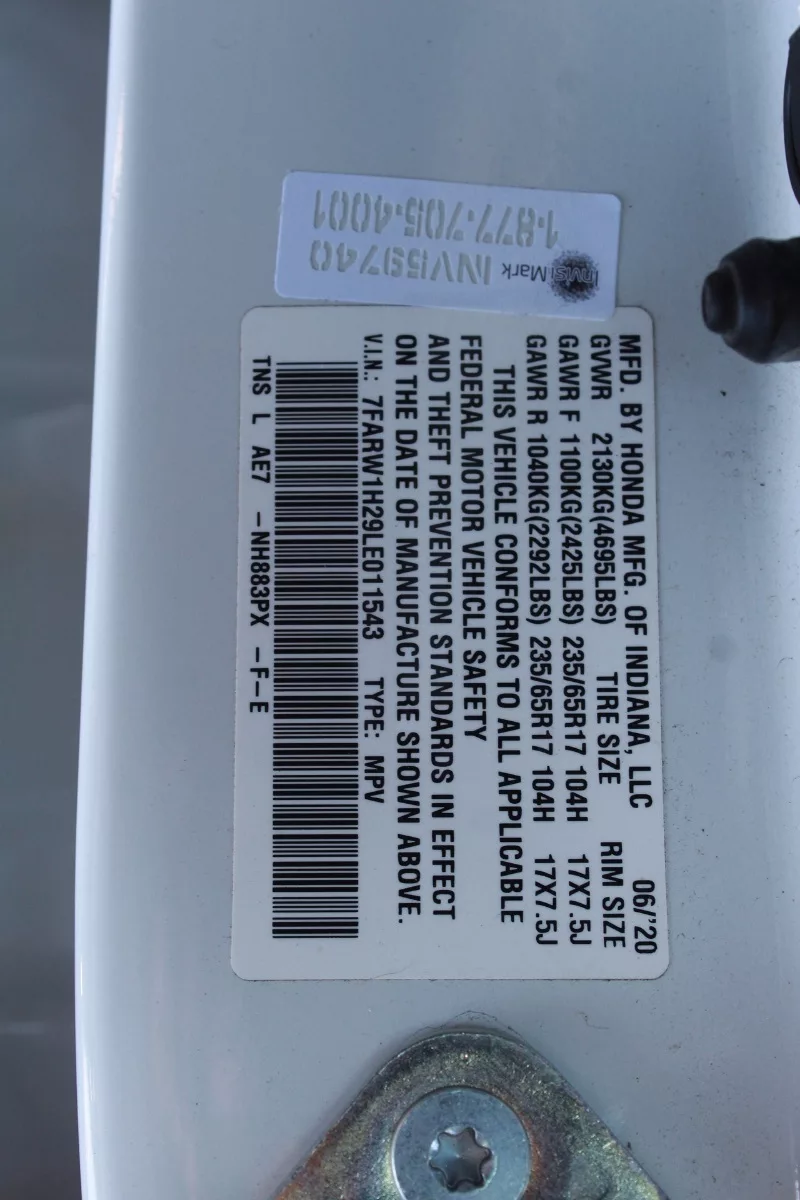 InVisiMark INV59740
1-877-705-4001
MFD. BY HONDA MFG. OF INDIANA, LLC 06/'20
GVWR 2130KG(4695LBS) TIRE SIZE RIM SIZE
GAWR F 1100KG(2425LBS) 235/65R17 104H 17X7.5J
GAWR R 1040KG(2292LBS) 235/65R17 104H 17X7.5J
THIS VEHICLE CONFORMS TO ALL APPLICABLE
FEDERAL MOTOR VEHICLE SAFETY
AND THEFT PREVENTION STANDARDS IN EFFECT
ON THE DATE OF MANUFACTURE SHOWN ABOVE.
V.I.N.: 7FARW1H29LE011543 TYPE: MPV
TNS L AE7 -NH883PX -F-E